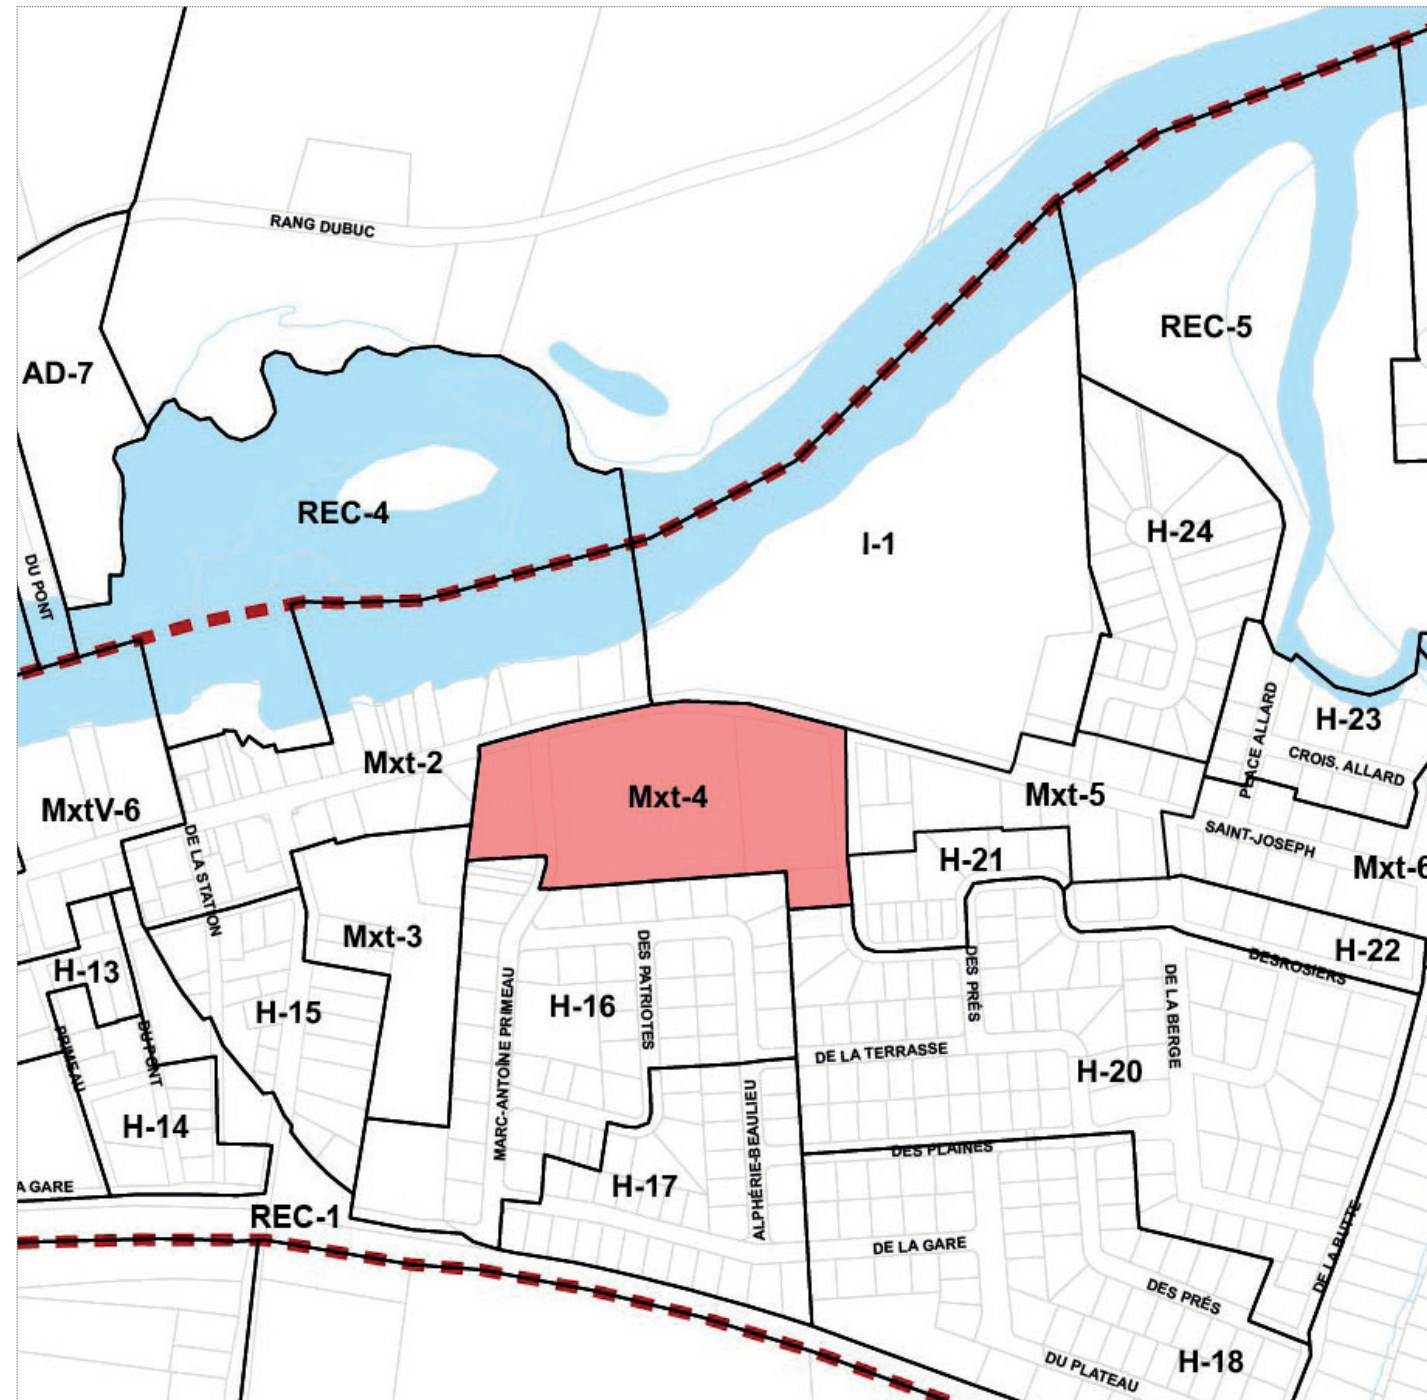 RANG DUBUC
REC-5
AD-7
REC-4
H-24
I-1
DU PONT
PLACE ALLARD
H-23
CROIS. ALLARD
Mxt-2
Mxt-4
Mxt-5
MxtV-6
DE LA STATION
SAINT-JOSEPH
H-21
Mxt-6
Mxt-3
H-13
H-22
DESROSIERS
DES PATRIOTES
DES PRÉS
DE LA BERGE
H-15
H-16
MARC-ANTOINE PRIMEAU
PRIMEAU
DU PONT
DE LA TERRASSE
H-20
H-14
ALPHÉRIE-BEAULIEU
DES PLAINES
H-17
A GARE
REC-1
DE LA GARE
DE LA BUTTE
DES PRÉS
DU PLATEAU
H-18